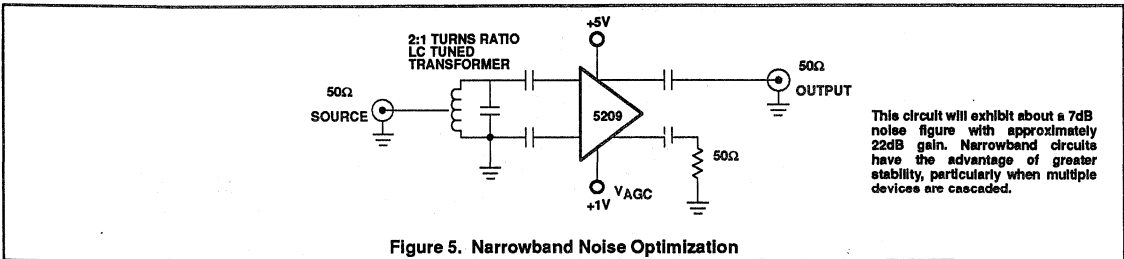 +5V
2:1 TURNS RATIO
LC TUNED
TRANSFORMER
50Ω
SOURCE
5209
50Ω
OUTPUT
50Ω
+1V
VAGC
This circuit will exhibit about a 7dB
noise figure with approximately
22dB gain. Narrowband circuits
have the advantage of greater
stability, particularly when multiple
devices are cascaded.
Figure 5. Narrowband Noise Optimization